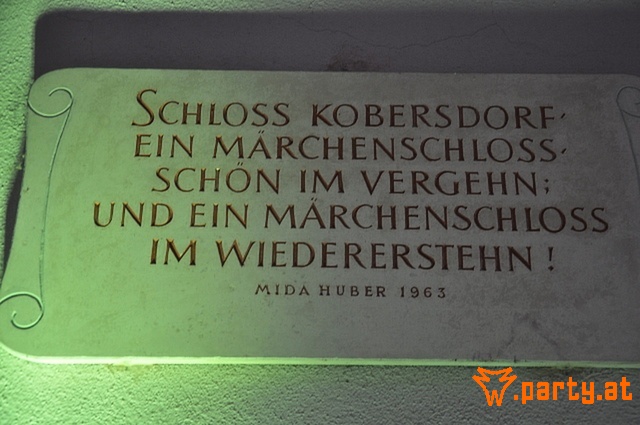 SCHLOSS KOBERSDORF,
EIN MÄRCHENSCHLOSS,
SCHÖN IM VERGEHN;
UND EIN MÄRCHENSCHLOSS
IM WIEDERERSTEHN!
MIDA HUBER 1963
W.party.at